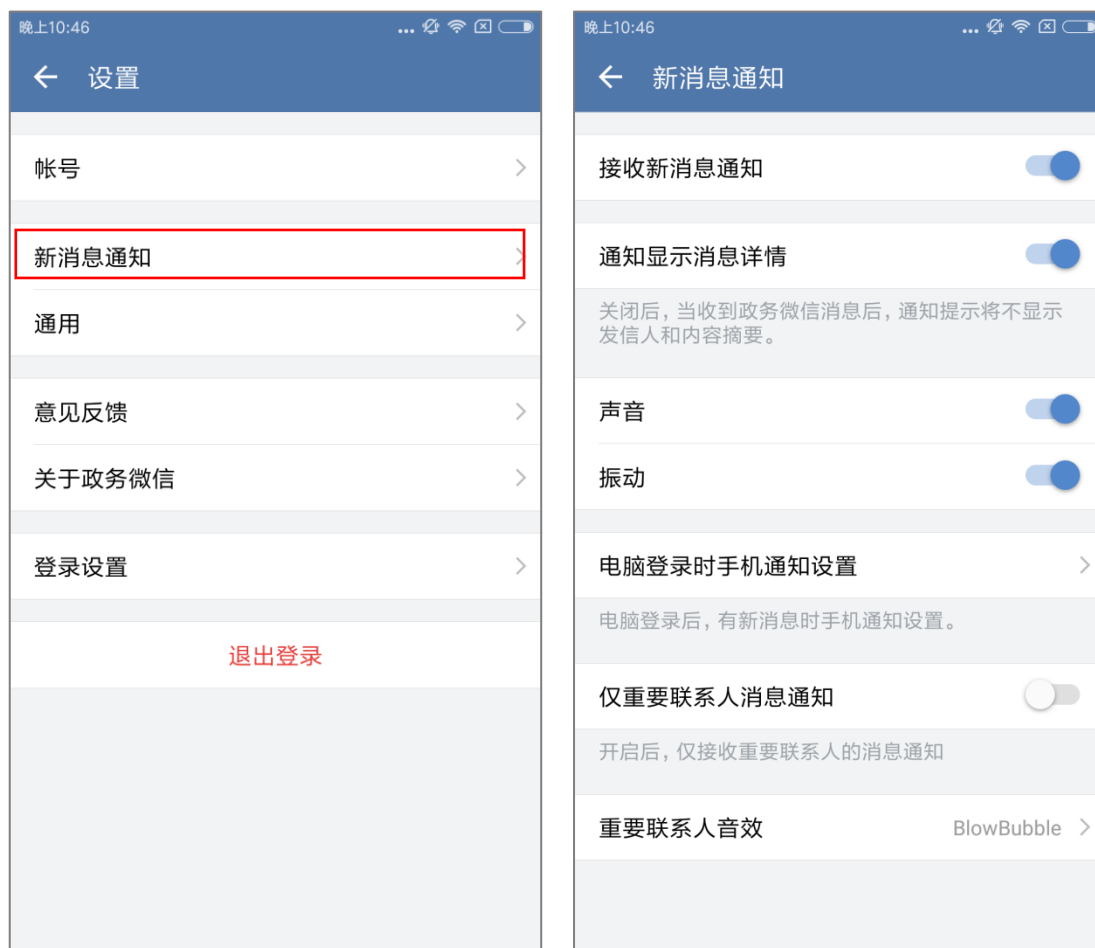 晚上10:46
设置
帐号
新消息通知
通用
意见反馈
关于政务微信
登录设置
退出登录
晚上10:46
新消息通知
接收新消息通知
通知显示消息详情
关闭后，当收到政务微信消息后，通知提示将不显示
发信人和内容摘要。
声音
振动
电脑登录时手机通知设置
电脑登录后，有新消息时手机通知设置。
仅重要联系人消息通知
开启后，仅接收重要联系人的消息通知
重要联系人音效
BlowBubble